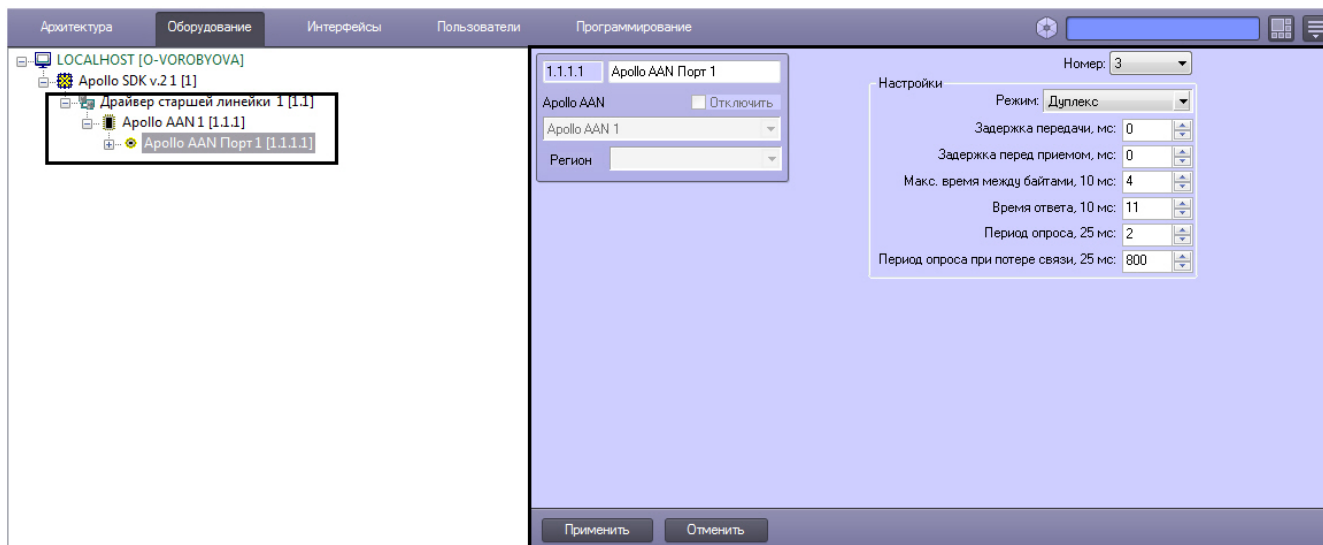 Архитектура Оборудование Интерфейсы Пользователи Программирование
LOCALHOST [O-VOROBYOVA]
Apollo SDK v.2 1 [1]
Драйвер старшей линейки 1 [1.1]
Apollo AAN 1 [1.1.1]
Apollo AAN Порт 1 [1.1.1.1]
1.1.1.1 Apollo AAN Порт 1
Apollo AAN Отключить
Apollo AAN 1
Регион
Номер: 3
Настройки
Режим: Дуплекс
Задержка передачи, мс: 0
Задержка перед приемом, мс: 0
Макс. время между байтами, 10 мс: 4
Время ответа, 10 мс: 11
Период опроса, 25 мс: 2
Период опроса при потере связи, 25 мс: 800
Применить Отменить